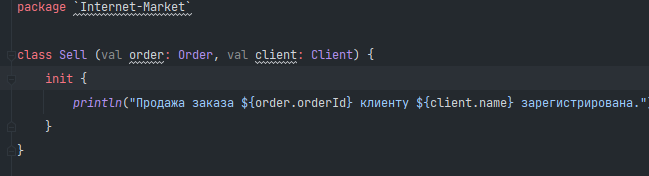 package `Internet-Market`
class Sell (val order: Order, val client: Client) {
init {
println("Продажа заказа ${order.orderId} клиенту ${client.name} зарегистрирована.")
}
}